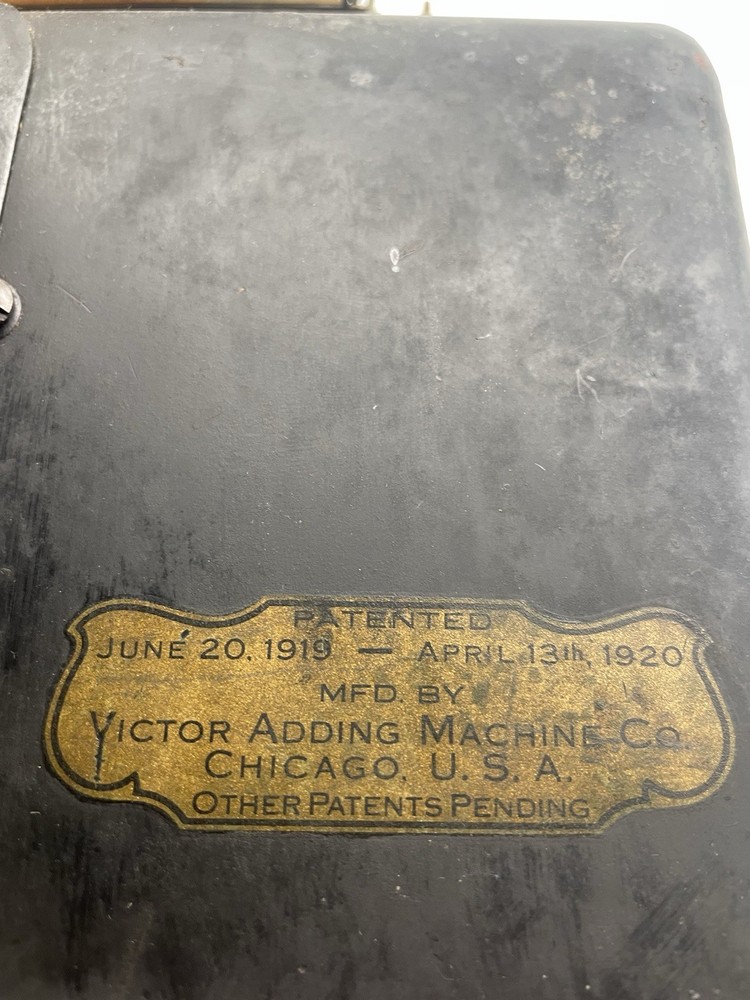 PATENTED
JUNE 20, 1919 — APRIL 13th, 1920
MFD. BY
VICTOR ADDING MACHINE CO.
CHICAGO, U. S. A.
OTHER PATENTS PENDING